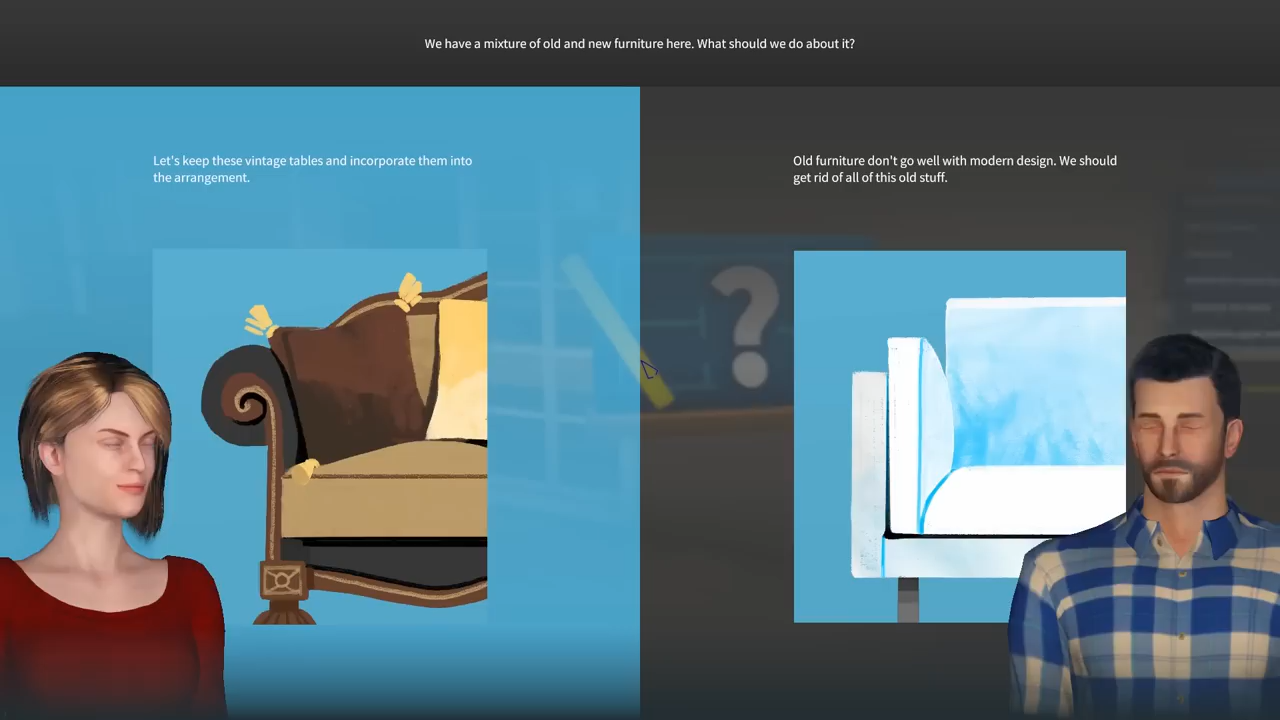 We have a mixture of old and new furniture here. What should we do about it?
Let's keep these vintage tables and incorporate them into
the arrangement.
Old furniture don't go well with modern design. We should
get rid of all of this old stuff.
?